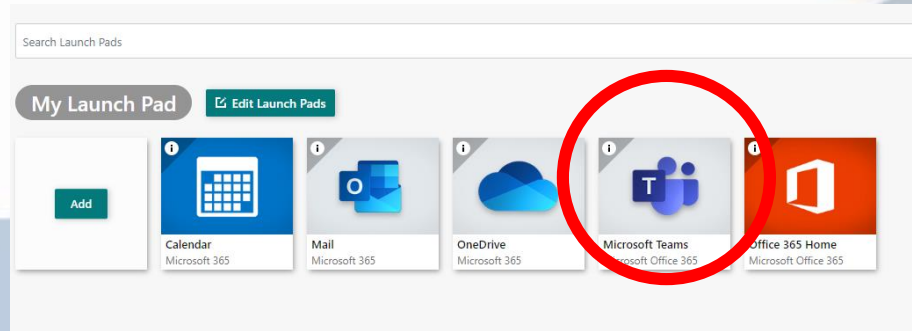 Search Launch Pads
My Launch Pad
Edit Launch Pads
Add
Calendar
Microsoft 365
Mail
Microsoft 365
OneDrive
Microsoft 365
Microsoft Teams
Microsoft Office 365
Office 365 Home
Microsoft Office 365